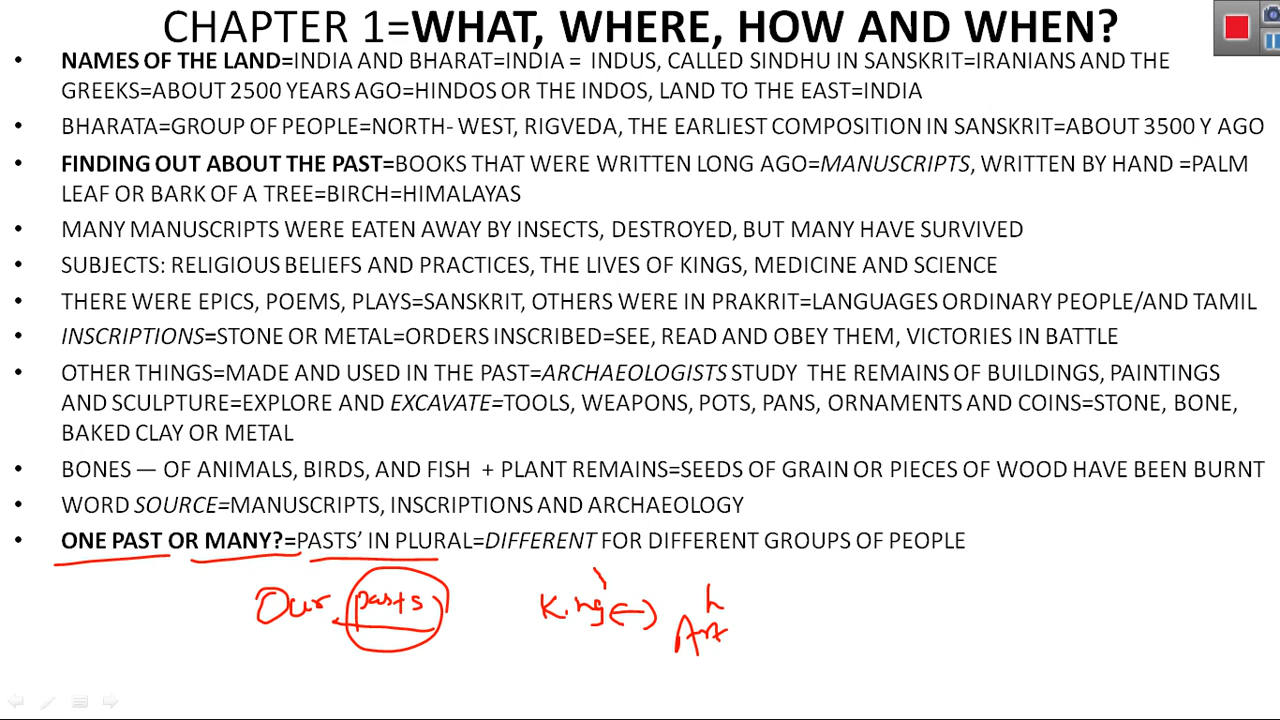 CHAPTER 1=WHAT, WHERE, HOW AND WHEN?
• NAMES OF THE LAND=INDIA AND BHARAT=INDIA = INDUS, CALLED SINDHU IN SANSKRIT=IRANIANS AND THE
GREEKS=ABOUT 2500 YEARS AGO=HINDOS OR THE INDOS, LAND TO THE EAST=INDIA
• BHARATA=GROUP OF PEOPLE=NORTH- WEST, RIGVEDA, THE EARLIEST COMPOSITION IN SANSKRIT=ABOUT 3500 Y AGO
• FINDING OUT ABOUT THE PAST=BOOKS THAT WERE WRITTEN LONG AGO=MANUSCRIPTS, WRITTEN BY HAND =PALM
LEAF OR BARK OF A TREE=BIRCH=HIMALAYAS
• MANY MANUSCRIPTS WERE EATEN AWAY BY INSECTS, DESTROYED, BUT MANY HAVE SURVIVED
• SUBJECTS: RELIGIOUS BELIEFS AND PRACTICES, THE LIVES OF KINGS, MEDICINE AND SCIENCE
• THERE WERE EPICS, POEMS, PLAYS=SANSKRIT, OTHERS WERE IN PRAKRIT=LANGUAGES ORDINARY PEOPLE/AND TAMIL
• INSCRIPTIONS=STONE OR METAL=ORDERS INSCRIBED=SEE, READ AND OBEY THEM, VICTORIES IN BATTLE
• OTHER THINGS=MADE AND USED IN THE PAST=ARCHAEOLOGISTS STUDY THE REMAINS OF BUILDINGS, PAINTINGS
AND SCULPTURE=EXPLORE AND EXCAVATE=TOOLS, WEAPONS, POTS, PANS, ORNAMENTS AND COINS=STONE, BONE,
BAKED CLAY OR METAL
• BONES — OF ANIMALS, BIRDS, AND FISH + PLANT REMAINS=SEEDS OF GRAIN OR PIECES OF WOOD HAVE BEEN BURNT
• WORD SOURCE=MANUSCRIPTS, INSCRIPTIONS AND ARCHAEOLOGY
• ONE PAST OR MANY?=PASTS’ IN PLURAL=DIFFERENT FOR DIFFERENT GROUPS OF PEOPLE
Our pasts King